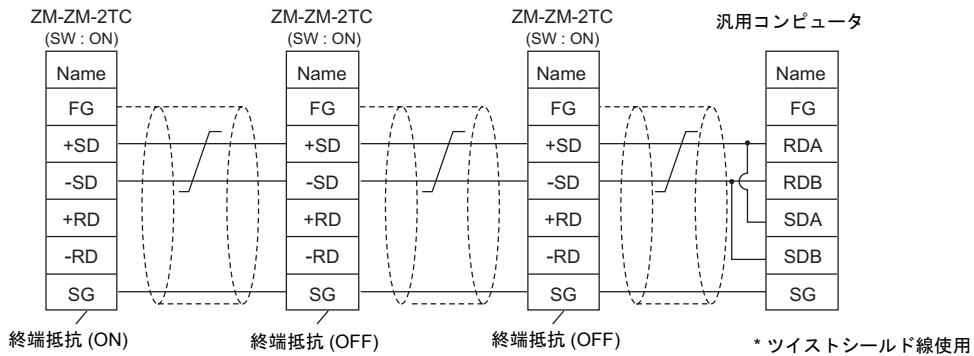 ZM-ZM-2TC ZM-ZM-2TC ZM-ZM-2TC 汎用コンピュータ
(SW : ON) (SW : ON) (SW : ON)
Name Name Name Name
FG FG FG FG
+SD +SD +SD RDA
-SD -SD -SD RDB
+RD +RD +RD SDA
-RD -RD -RD SDB
SG SG SG SG
終端抵抗 (ON) 終端抵抗 (OFF) 終端抵抗 (OFF)
* ツイストシールド線使用